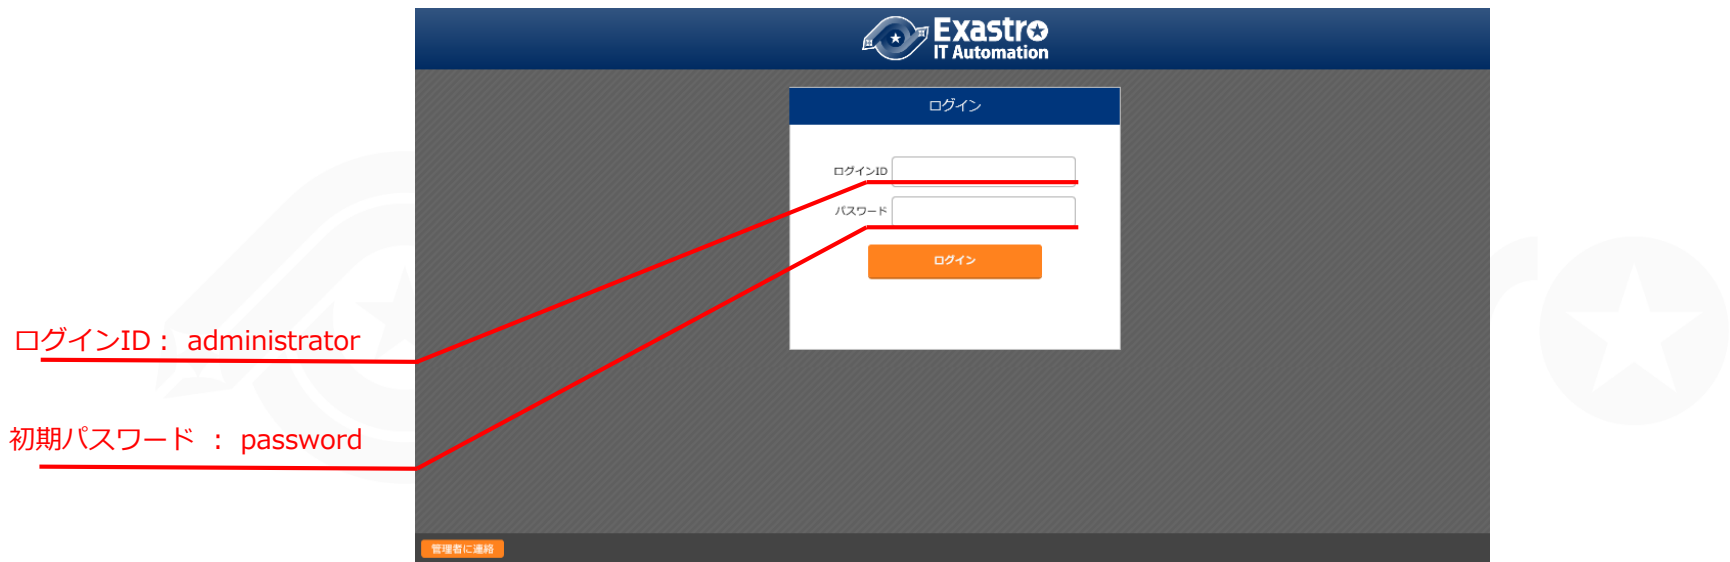 Exastro
IT Automation
ログイン
ログインID
パスワード
ログイン
ログインID： administrator
初期パスワード ： password
管理者に連絡